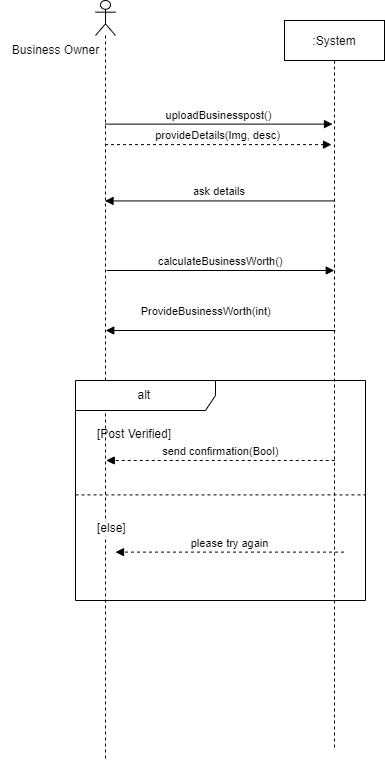 Business Owner
:System
uploadBusinesspost()
provideDetails(Img, desc)
ask details
calculateBusinessWorth()
ProvideBusinessWorth(int)
alt
[Post Verified]
send confirmation(Bool)
[else]
please try again